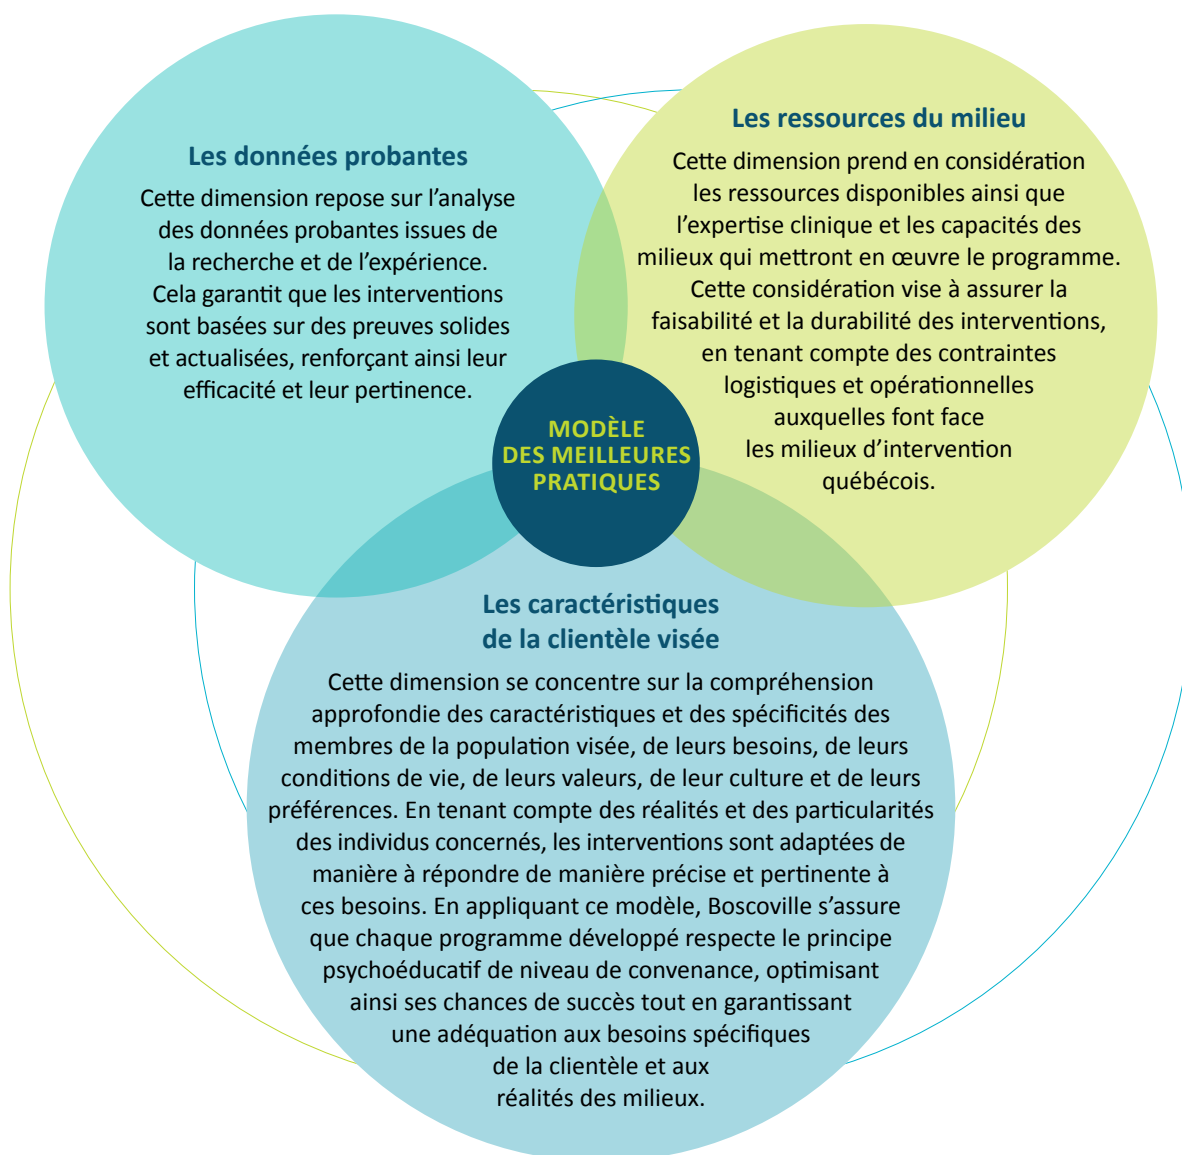 Les données probantes
Cette dimension repose sur l’analyse
des données probantes issues de
la recherche et de l’expérience.
Cela garantit que les interventions
sont basées sur des preuves solides
et actualisées, renforçant ainsi leur
efficacité et leur pertinence.
Les ressources du milieu
Cette dimension prend en considération
les ressources disponibles ainsi que
l’expertise clinique et les capacités des
milieux qui mettront en œuvre le programme.
Cette considération vise à assurer la
faisabilité et la durabilité des interventions,
en tenant compte des contraintes
logistiques et opérationnelles
auxquelles font face
les milieux d’intervention
québécois.
MODÈLE
DES MEILLEURES
PRATIQUES
Les caractéristiques
de la clientèle visée
Cette dimension se concentre sur la compréhension
approfondie des caractéristiques et des spécificités des
membres de la population visée, de leurs besoins, de leurs
conditions de vie, de leurs valeurs, de leur culture et de leurs
préférences. En tenant compte des réalités et des particularités
des individus concernés, les interventions sont adaptées de
manière à répondre de manière précise et pertinente à
ces besoins. En appliquant ce modèle, Boscoville s’assure
que chaque programme développé respecte le principe
psychoéducatif de niveau de convenance, optimisant
ainsi ses chances de succès tout en garantissant
une adéquation aux besoins spécifiques
de la clientèle et aux
réalités des milieux.